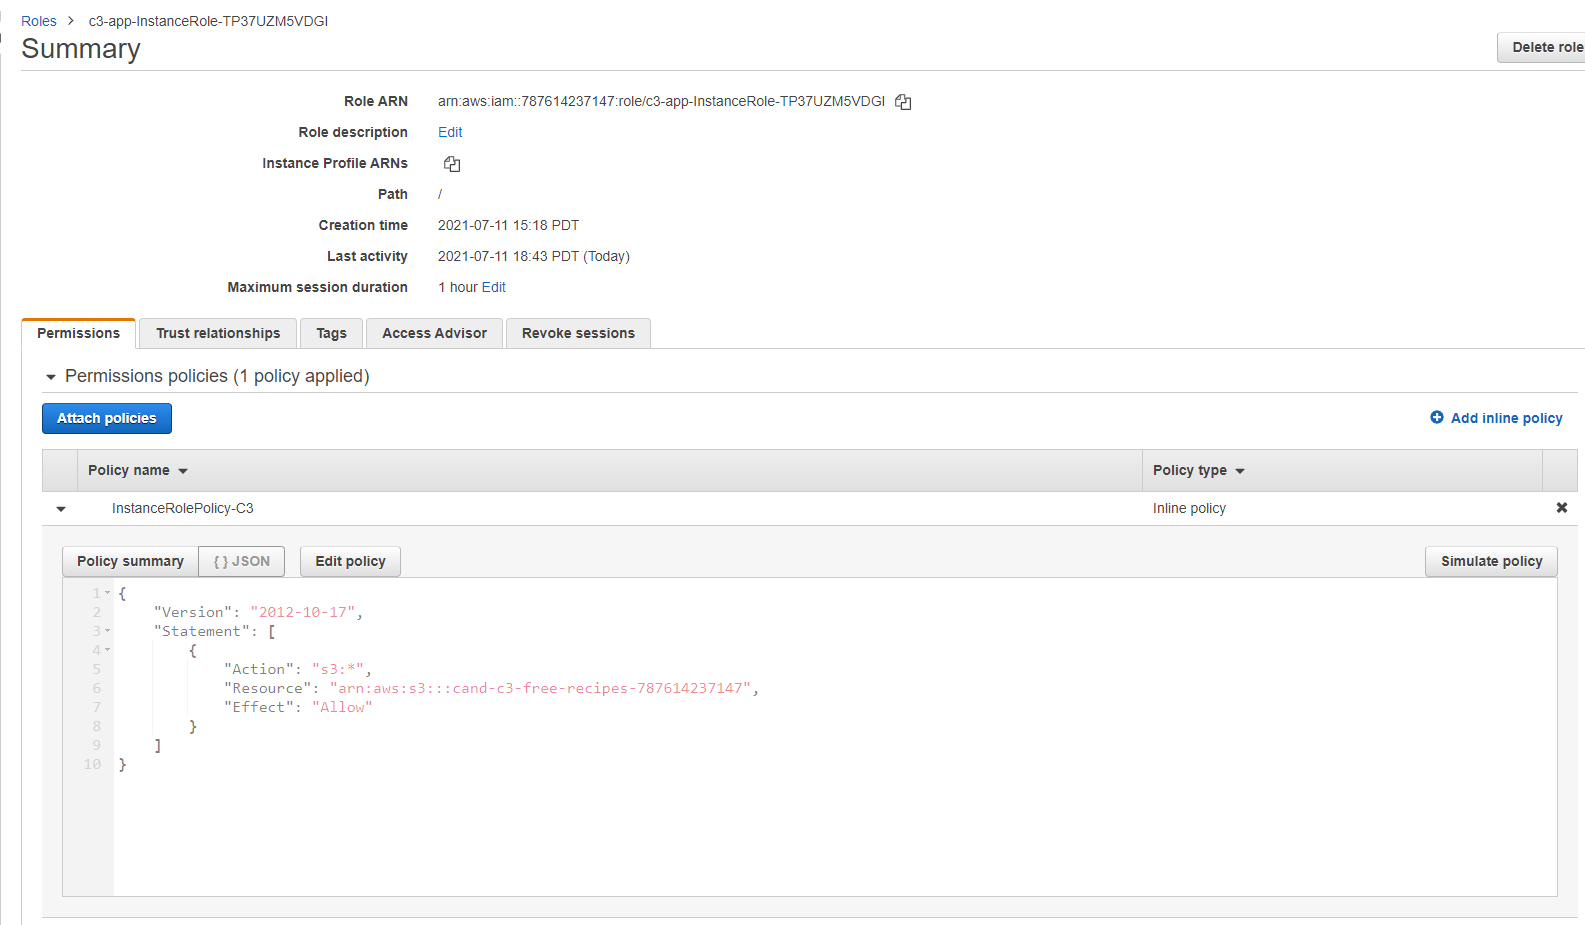 Roles > c3-app-InstanceRole-TP37UZM5VDGI
Summary
Delete role
Role ARN arn:aws:iam::787614237147:role/c3-app-InstanceRole-TP37UZM5VDGI
Role description Edit
Instance Profile ARNs
Path /
Creation time 2021-07-11 15:18 PDT
Last activity 2021-07-11 18:43 PDT (Today)
Maximum session duration 1 hour Edit
Permissions Trust relationships Tags Access Advisor Revoke sessions
Permissions policies (1 policy applied)
Attach policies Add inline policy
Policy name Policy type
InstanceRolePolicy-C3 Inline policy
Policy summary { } JSON Edit policy Simulate policy
1 {
2 "Version": "2012-10-17",
3 "Statement": [
4 {
5 "Action": "s3:*",
6 "Resource": "arn:aws:s3:::cand-c3-free-recipes-787614237147",
7 "Effect": "Allow"
8 }
9 ]
10 }